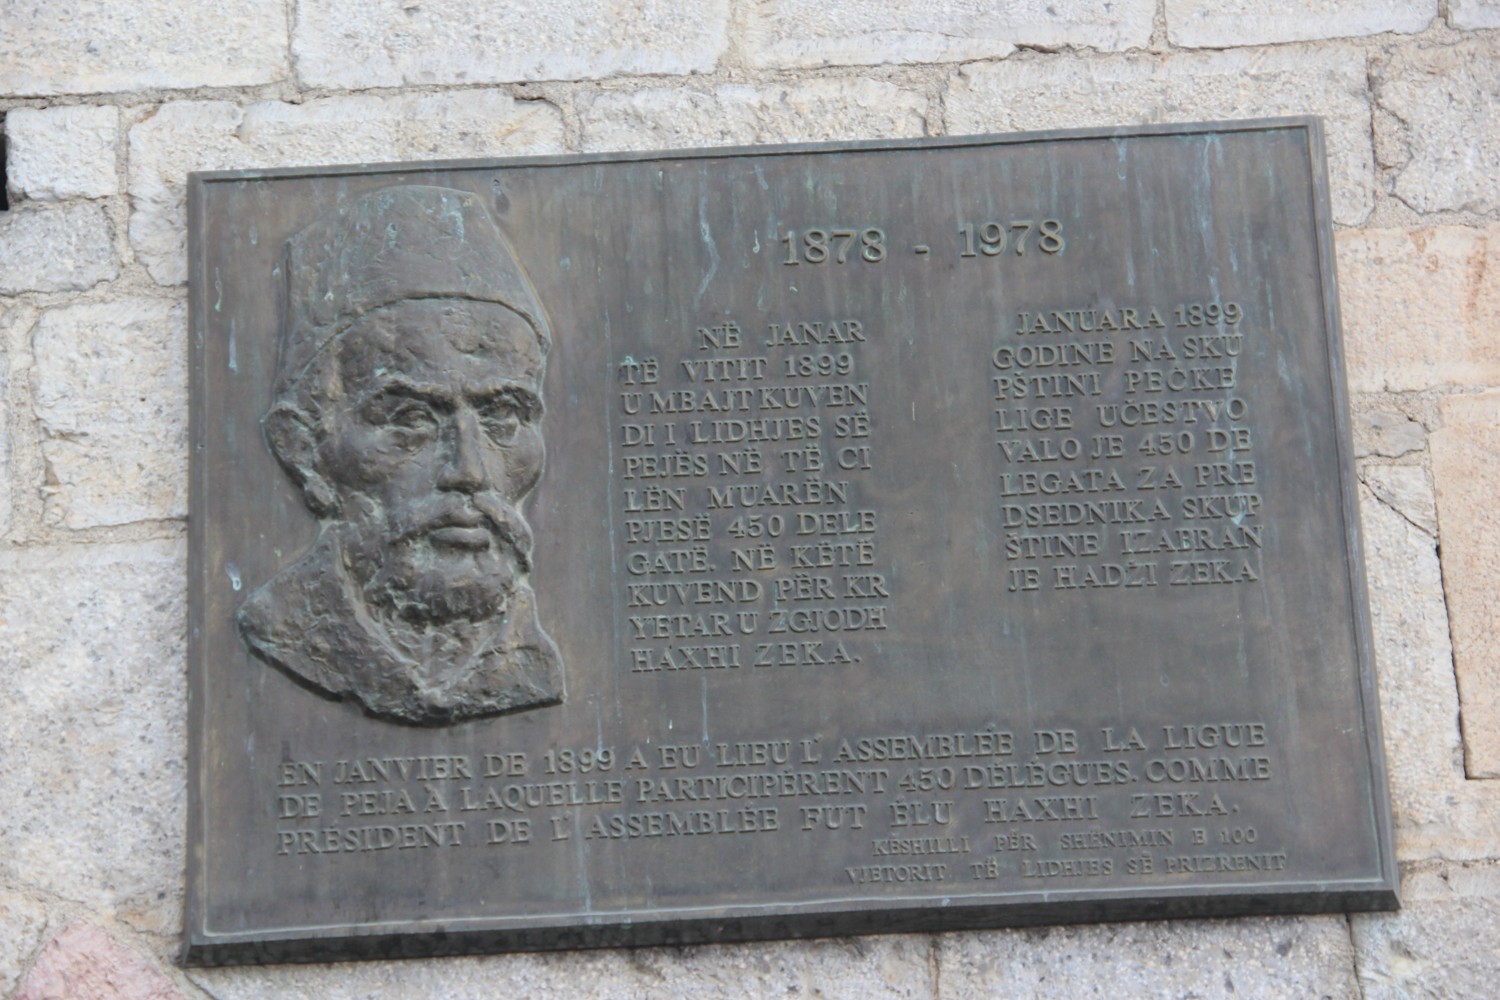 1878 - 1978
NË JANAR
TË VITIT 1899
U MBAJT KUVEN
DI I LIDHJES SË
PEJËS NË TË CI
LËN MUARËN
PJESË 450 DELE
GATË. NË KËTË
KUVEND PËR KR
YETAR U ZGJODH
HAXHI ZEKA.
JANUARA 1899
GODINE NA SKU
PŠTINI PEČKE
LIGE UČESTVO
VALO JE 450 DE
LEGATA ZA PRE
DSEDNIKA SKUP
ŠTINE IZABRAN
JE HADŽI ZEKA
EN JANVIER DE 1899 A EU LIEU L'ASSEMBLÉE DE LA LIGUE
DE PEJA À LAQUELLE PARTICIPÈRENT 450 DÉLÉGUES. COMME
PRÉSIDENT DE L'ASSEMBLÉE FUT ÉLU HAXHI ZEKA.
KËSHILLI PËR SHËNIMIN E 100
VJETORIT TË LIDHJES SË PRIZRENIT